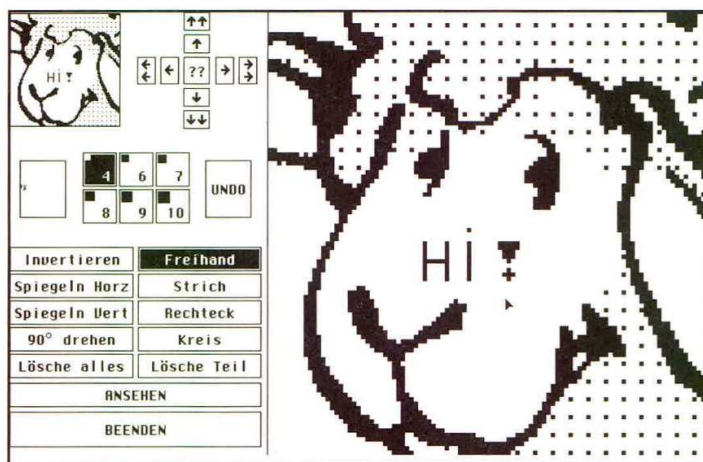 Hi!
??
4 6 7
UNDO
8 9 10
Hi!
Invertieren Freihand
Spiegeln Horz Strich
Spiegeln Vert Rechteck
90° drehen Kreis
Lösche alles Lösche Teil
ANSEHEN
BEENDEN